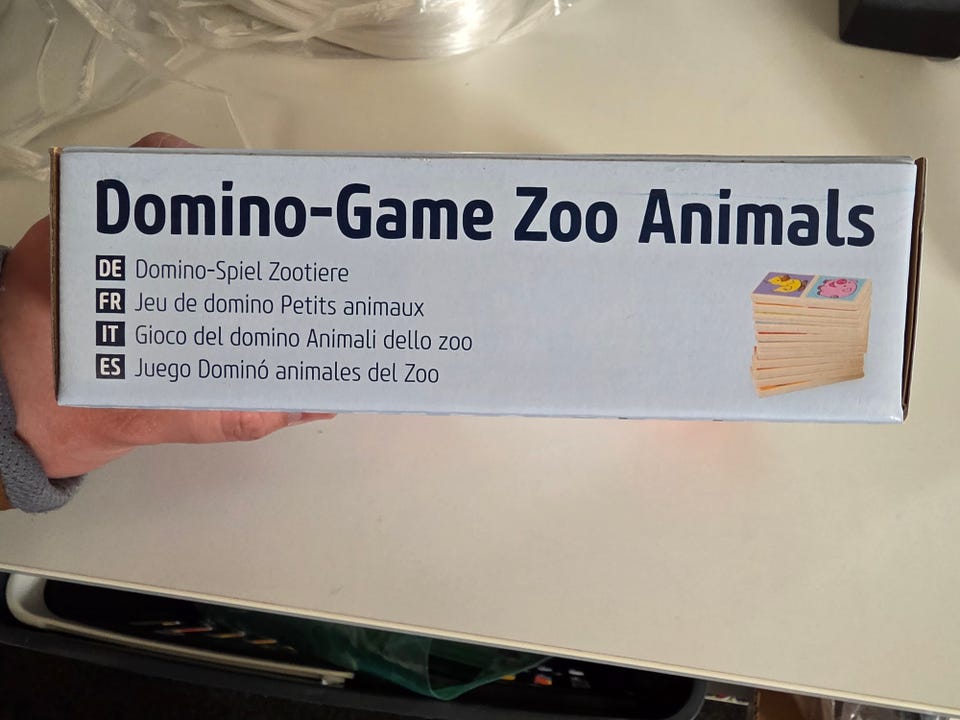 Domino-Game Zoo Animals
DE Domino-Spiel Zootiere
FR Jeu de domino Petits animaux
IT Gioco del domino Animali dello zoo
ES Juego Dominó animales del Zoo